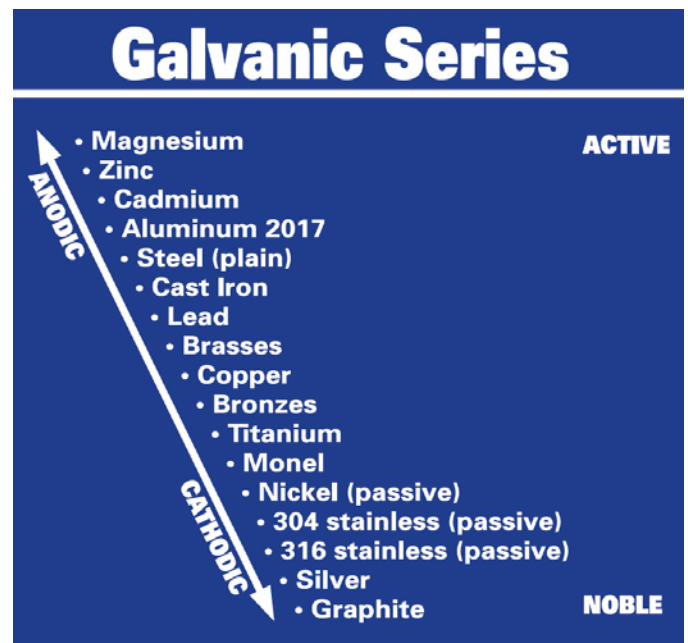 Galvanic Series
ACTIVE
ANODIC
• Magnesium
• Zinc
• Cadmium
• Aluminum 2017
• Steel (plain)
• Cast Iron
• Lead
• Brasses
• Copper
• Bronzes
• Titanium
• Monel
• Nickel (passive)
• 304 stainless (passive)
• 316 stainless (passive)
• Silver
• Graphite
CATHODIC
NOBLE